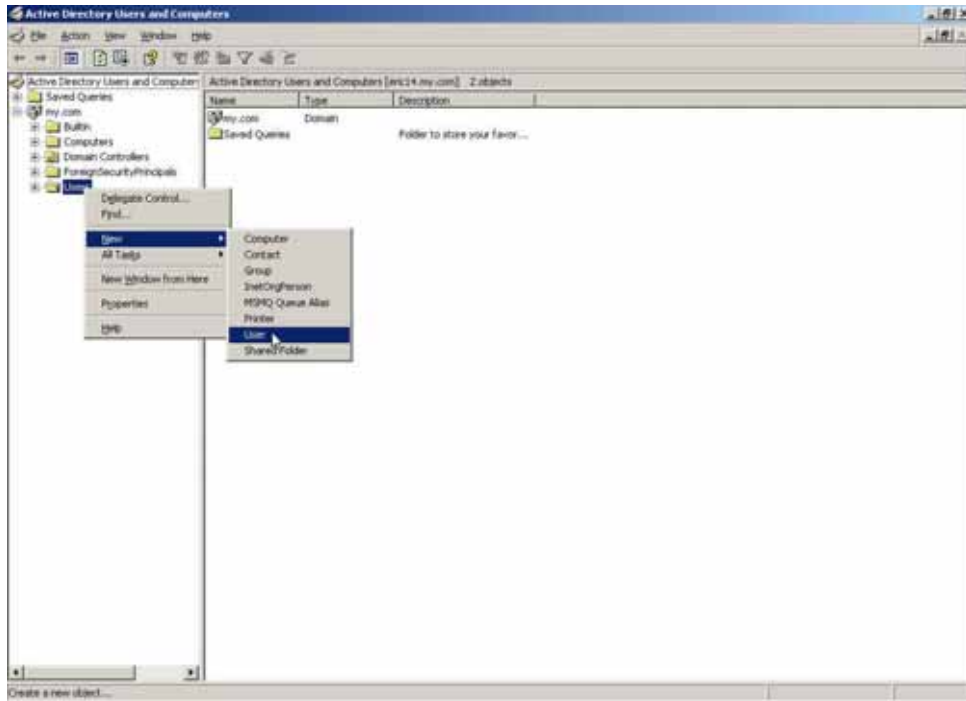 Active Directory Users and Computers
File Action View Window Help
Active Directory Users and Computer
Saved Queries
my.com
Builtin
Computers
Domain Controllers
ForeignSecurityPrincipals
Users
Active Directory Users and Computers [eric14.my.com] 2 objects
Name Type Description
my.com Domain
Saved Queries Folder to store your favor...
Delegate Control...
Find...
New
All Tasks
New Window from Here
Properties
Help
Computer
Contact
Group
InetOrgPerson
MSMQ Queue Alias
Printer
User
Shared Folder
Create a new object...